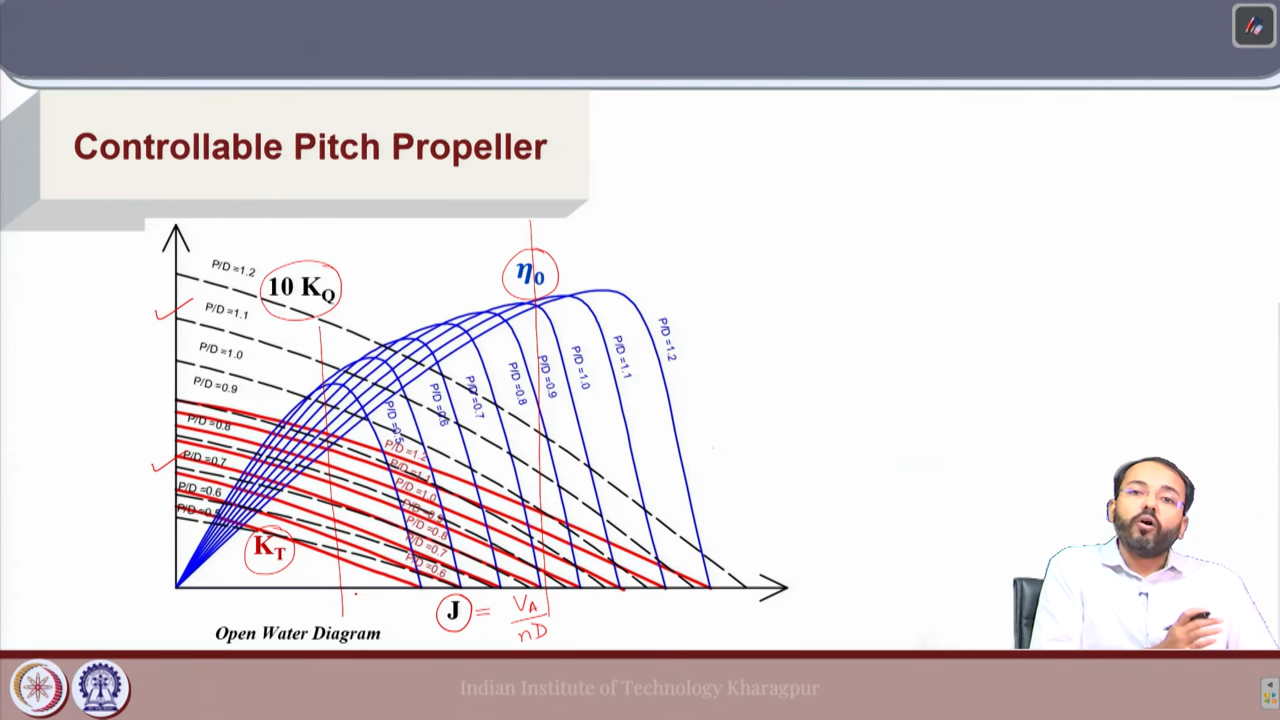 Controllable Pitch Propeller
P/D =1.2
10 K_Q
η₀
P/D =1.1
P/D =1.0
P/D =0.9
P/D =0.8
P/D =0.7
P/D =0.6
P/D =0.5
P/D =0.6
P/D =0.7
P/D =0.8
P/D =0.9
P/D =1.0
P/D =1.1
P/D =1.2
P/D =1.2
P/D =1.1
P/D =1.0
P/D =0.9
P/D =0.8
P/D =0.7
P/D =0.6
K_T
J = V_A / nD
Open Water Diagram
Indian Institute of Technology Kharagpur